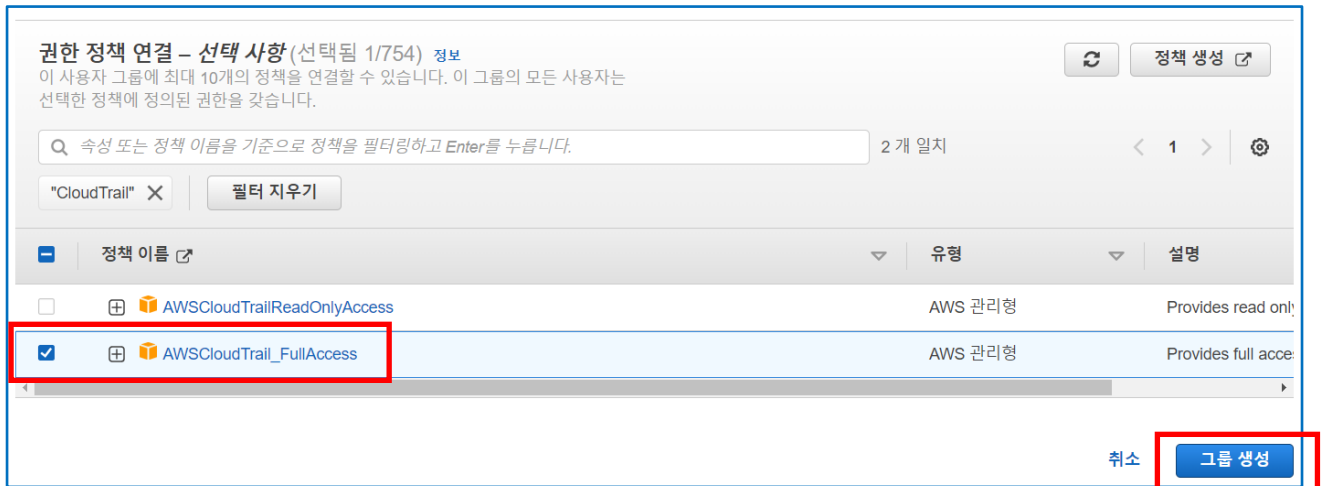 권한 정책 연결 – 선택 사항 (선택됨 1/754) 정보
이 사용자 그룹에 최대 10개의 정책을 연결할 수 있습니다. 이 그룹의 모든 사용자는
선택한 정책에 정의된 권한을 갖습니다.
정책 생성
속성 또는 정책 이름을 기준으로 정책을 필터링하고 Enter를 누릅니다.
2 개 일치
1
"CloudTrail"
필터 지우기
정책 이름 유형 설명
AWSCloudTrailReadOnlyAccess AWS 관리형 Provides read only
AWSCloudTrail_FullAccess AWS 관리형 Provides full acce
취소 그룹 생성